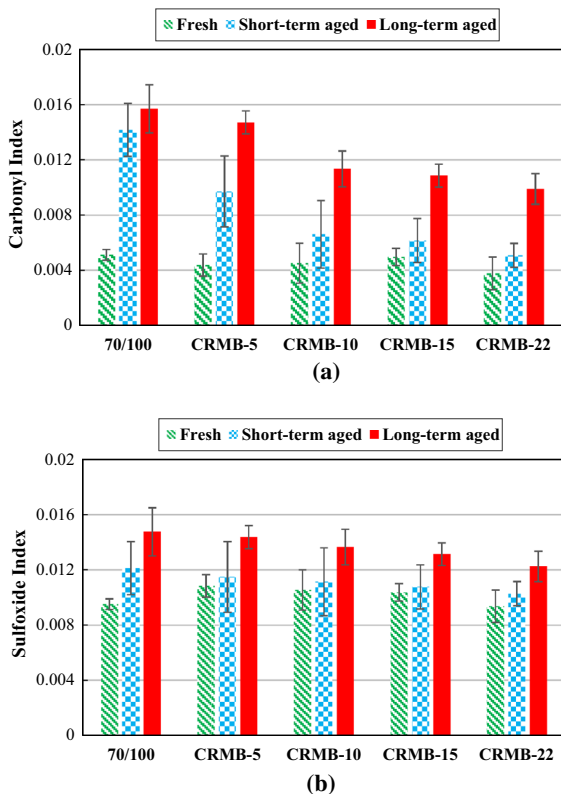 Fresh Short-term aged Long-term aged
0.02
0.016
0.012
0.008
0.004
0
Carbonyl Index
70/100 CRMB-5 CRMB-10 CRMB-15 CRMB-22
(a)
Fresh Short-term aged Long-term aged
0.02
0.016
0.012
0.008
0.004
0
Sulfoxide Index
70/100 CRMB-5 CRMB-10 CRMB-15 CRMB-22
(b)